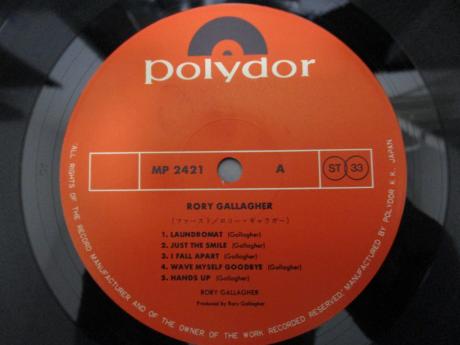 polydor
MP 2421 A ST 33
RORY GALLAGHER
(ファースト/ロリー・ギャラガー)
1. LAUNDROMAT (Gallagher)
2. JUST THE SMILE (Gallagher)
3. I FALL APART (Gallagher)
4. WAVE MYSELF GOODBYE (Gallagher)
5. HANDS UP (Gallagher)
RORY GALLAGHER
Produced by Rory Gallagher
ALL RIGHTS OF THE RECORD MANUFACTURER AND OF THE OWNER OF THE WORK RECORDED RESERVED. MANUFACTURED BY POLYDOR K.K. JAPAN